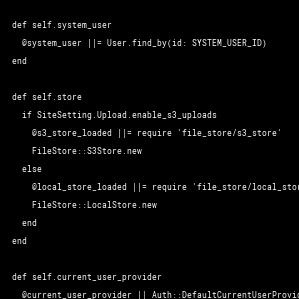 def self.system_user
@system_user ||= User.find_by(id: SYSTEM_USER_ID)
end
def self.store
if SiteSetting.Upload.enable_s3_uploads
@s3_store_loaded ||= require 'file_store/s3_store'
FileStore::S3Store.new
else
@local_store_loaded ||= require 'file_store/local_stor
FileStore::LocalStore.new
end
end
def self.current_user_provider
@current_user_provider || Auth::DefaultCurrentUserProvid